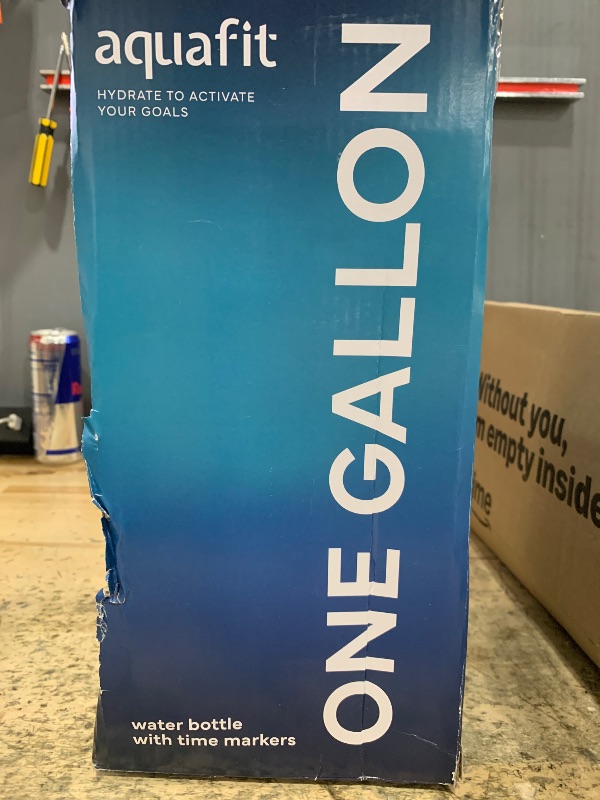 aquafit
HYDRATE TO ACTIVATE
YOUR GOALS
ONE GALLON
water bottle
with time markers
Without you,
empty inside